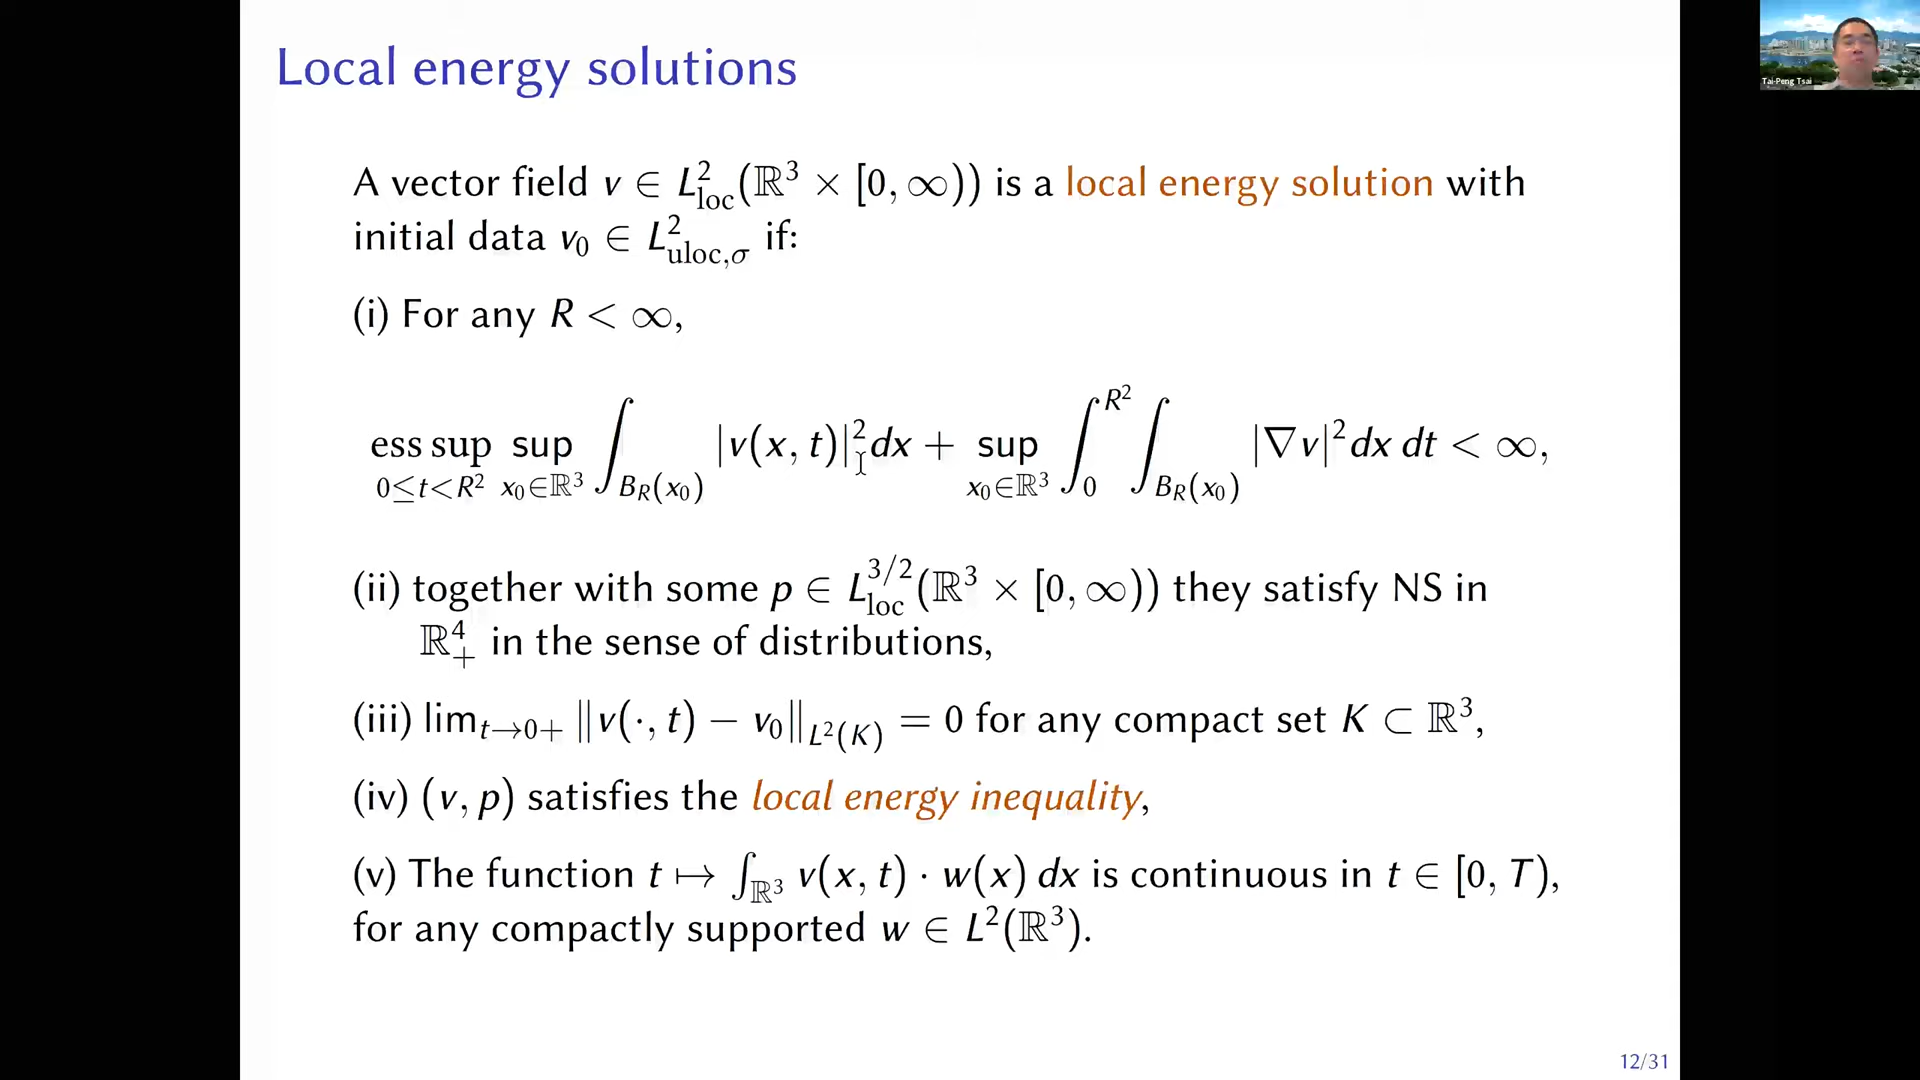 Local energy solutions
Tai-Peng Tsai
A vector field v ∈ L²_loc(ℝ³ × [0, ∞)) is a local energy solution with
initial data v₀ ∈ L²_uloc,σ if:
(i) For any R < ∞,
ess sup_{0≤t<R²} sup_{x₀∈ℝ³} ∫_{B_R(x₀)} |v(x, t)|² dx + sup_{x₀∈ℝ³} ∫_0^{R²} ∫_{B_R(x₀)} |∇v|² dx dt < ∞,
(ii) together with some p ∈ L^{3/2}_loc(ℝ³ × [0, ∞)) they satisfy NS in
ℝ⁴₊ in the sense of distributions,
(iii) lim_{t→0+} ‖v(·, t) − v₀‖_{L²(K)} = 0 for any compact set K ⊂ ℝ³,
(iv) (v, p) satisfies the local energy inequality,
(v) The function t ↦ ∫_{ℝ³} v(x, t) · w(x) dx is continuous in t ∈ [0, T),
for any compactly supported w ∈ L²(ℝ³).
12/31